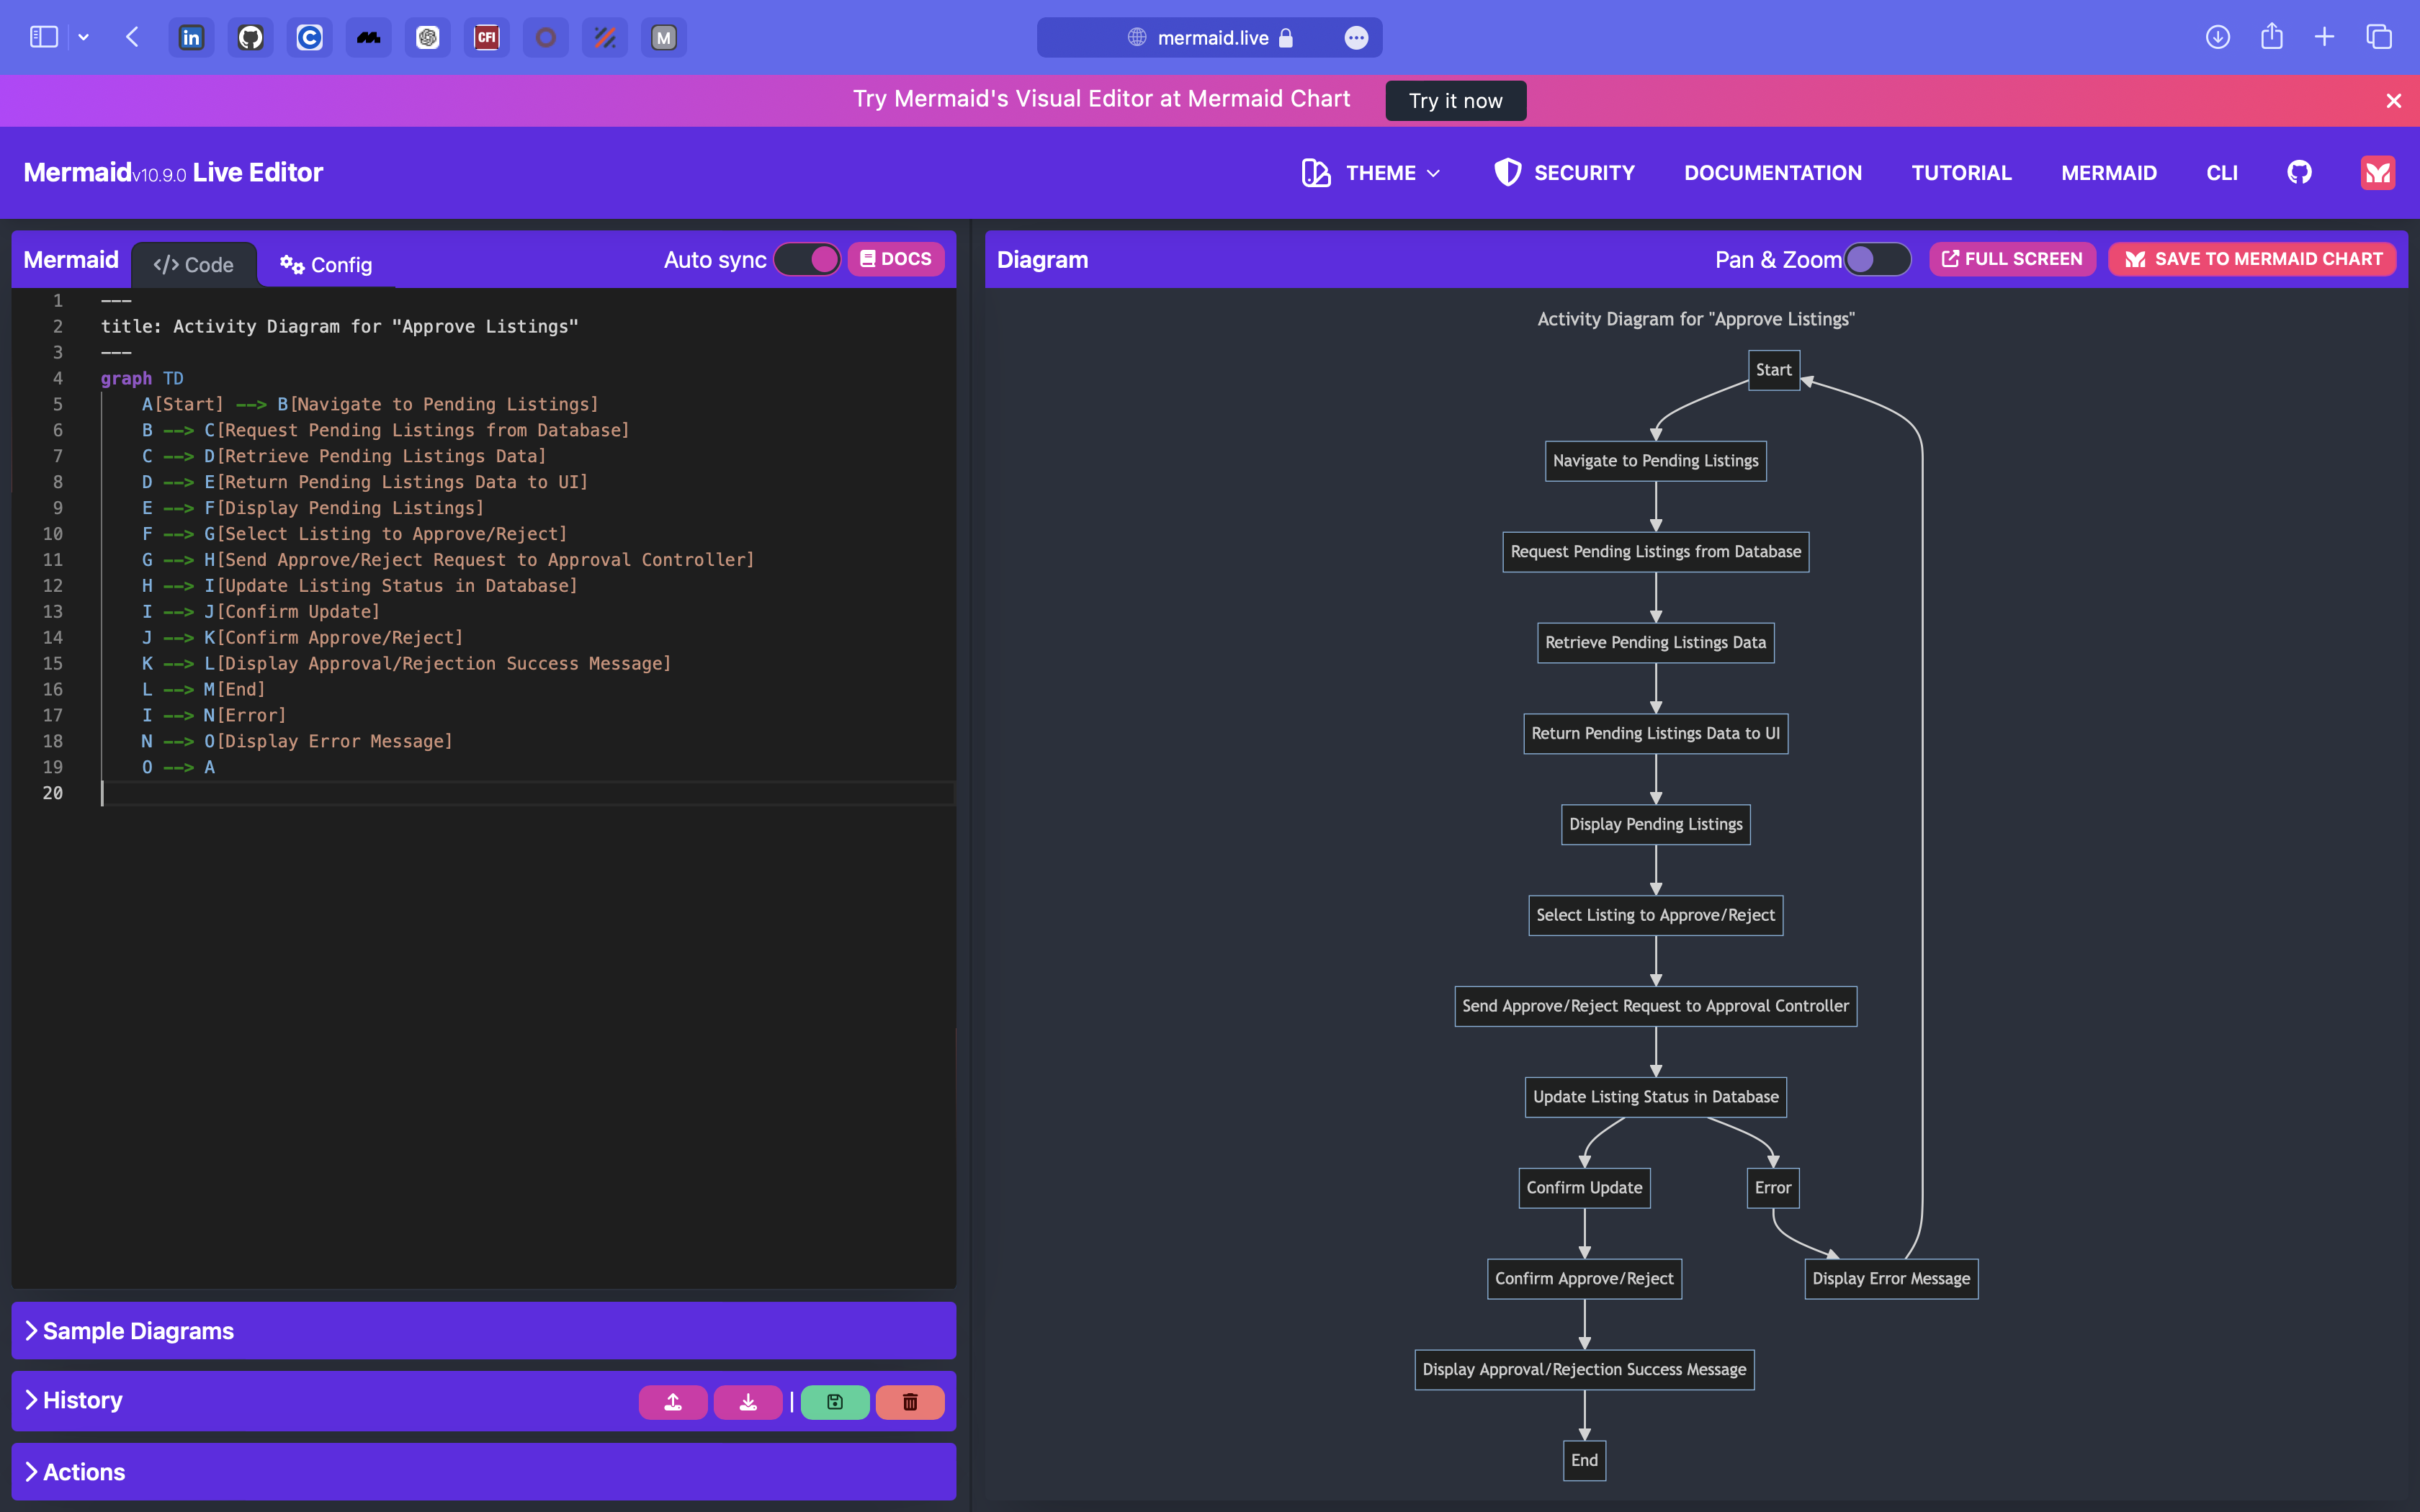 in
C
CFI
M
mermaid.live
Try Mermaid's Visual Editor at Mermaid Chart
Try it now
Mermaidv10.9.0 Live Editor
THEME
SECURITY
DOCUMENTATION
TUTORIAL
MERMAID
CLI
Mermaid
</> Code
Config
Auto sync
DOCS
1 ---
2 title: Activity Diagram for "Approve Listings"
3 ---
4 graph TD
5 A[Start] --> B[Navigate to Pending Listings]
6 B --> C[Request Pending Listings from Database]
7 C --> D[Retrieve Pending Listings Data]
8 D --> E[Return Pending Listings Data to UI]
9 E --> F[Display Pending Listings]
10 F --> G[Select Listing to Approve/Reject]
11 G --> H[Send Approve/Reject Request to Approval Controller]
12 H --> I[Update Listing Status in Database]
13 I --> J[Confirm Update]
14 J --> K[Confirm Approve/Reject]
15 K --> L[Display Approval/Rejection Success Message]
16 L --> M[End]
17 I --> N[Error]
18 N --> O[Display Error Message]
19 O --> A
20
Sample Diagrams
History
Actions
Diagram
Pan & Zoom
FULL SCREEN
SAVE TO MERMAID CHART
Activity Diagram for "Approve Listings"
Start
Navigate to Pending Listings
Request Pending Listings from Database
Retrieve Pending Listings Data
Return Pending Listings Data to UI
Display Pending Listings
Select Listing to Approve/Reject
Send Approve/Reject Request to Approval Controller
Update Listing Status in Database
Confirm Update
Error
Confirm Approve/Reject
Display Error Message
Display Approval/Rejection Success Message
End